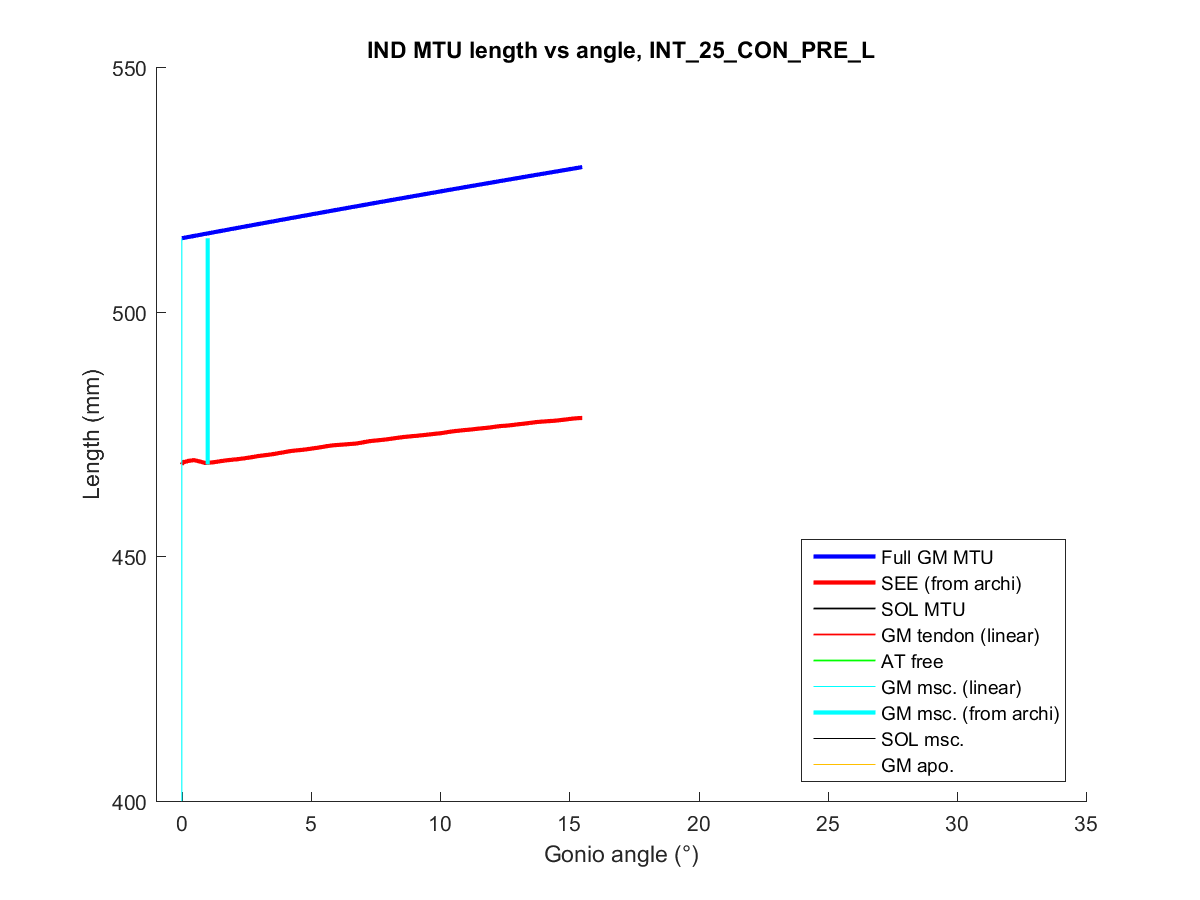 IND MTU length vs angle, INT_25_CON_PRE_L
550
500
450
400
Length (mm)
0 5 10 15 20 25 30 35
Gonio angle (°)
Full GM MTU
SEE (from archi)
SOL MTU
GM tendon (linear)
AT free
GM msc. (linear)
GM msc. (from archi)
SOL msc.
GM apo.